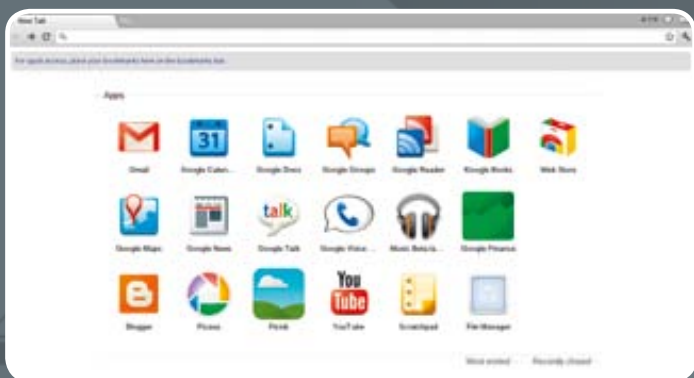 New Tab
For quick access, place your bookmarks here on the bookmarks bar.
Apps
31
Gmail Google Calen... Google Docs Google Groups Google Reader Google Books Web Store
talk
Google Maps Google News Google Talk Google Voice ... Music Beta Google Finance
You
Tube
Blogger Picasa Picnik YouTube Scratchpad File Manager
Most visited Recently closed